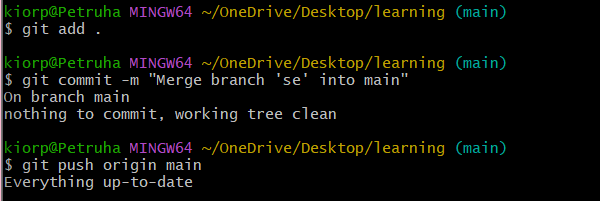 kiorp@Petruha MINGW64 ~/OneDrive/Desktop/learning (main)
$ git add .
kiorp@Petruha MINGW64 ~/OneDrive/Desktop/learning (main)
$ git commit -m "Merge branch 'se' into main"
On branch main
nothing to commit, working tree clean
kiorp@Petruha MINGW64 ~/OneDrive/Desktop/learning (main)
$ git push origin main
Everything up-to-date